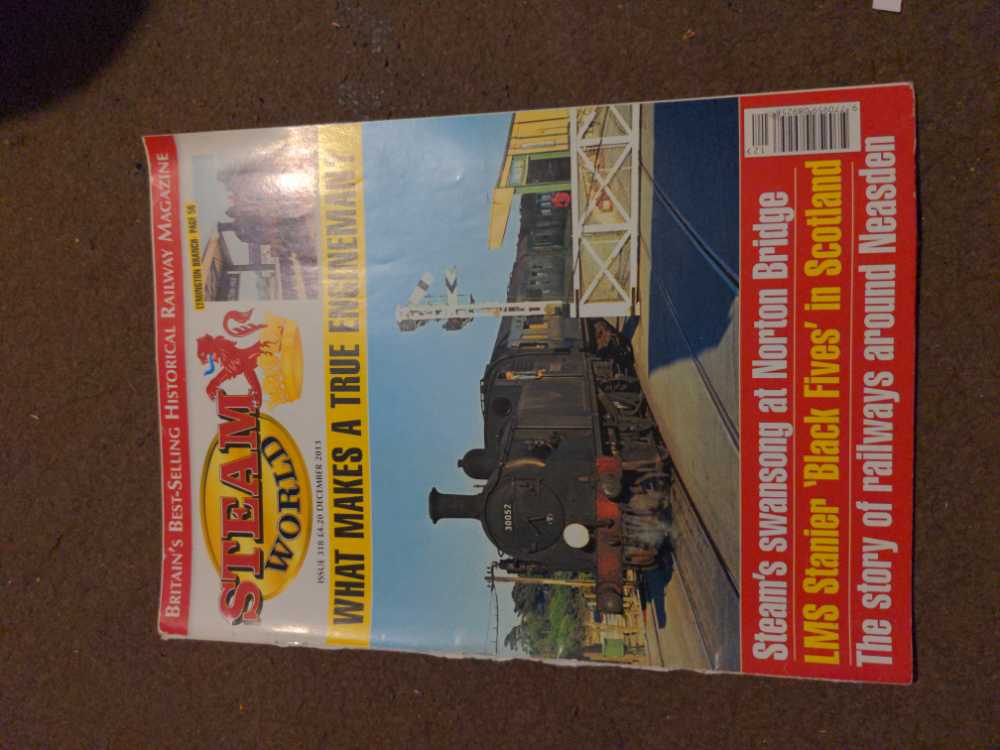 BRITAIN'S BEST-SELLING HISTORICAL RAILWAY MAGAZINE
STEAM
WORLD
LYMINGTON BRANCH - PAGE 56
ISSUE 318 £4.20 DECEMBER 2013
WHAT MAKES A TRUE ENGINEMAN?
30052
Steam's swansong at Norton Bridge
LMS Stanier 'Black Fives' in Scotland
The story of railways around Neasden
12